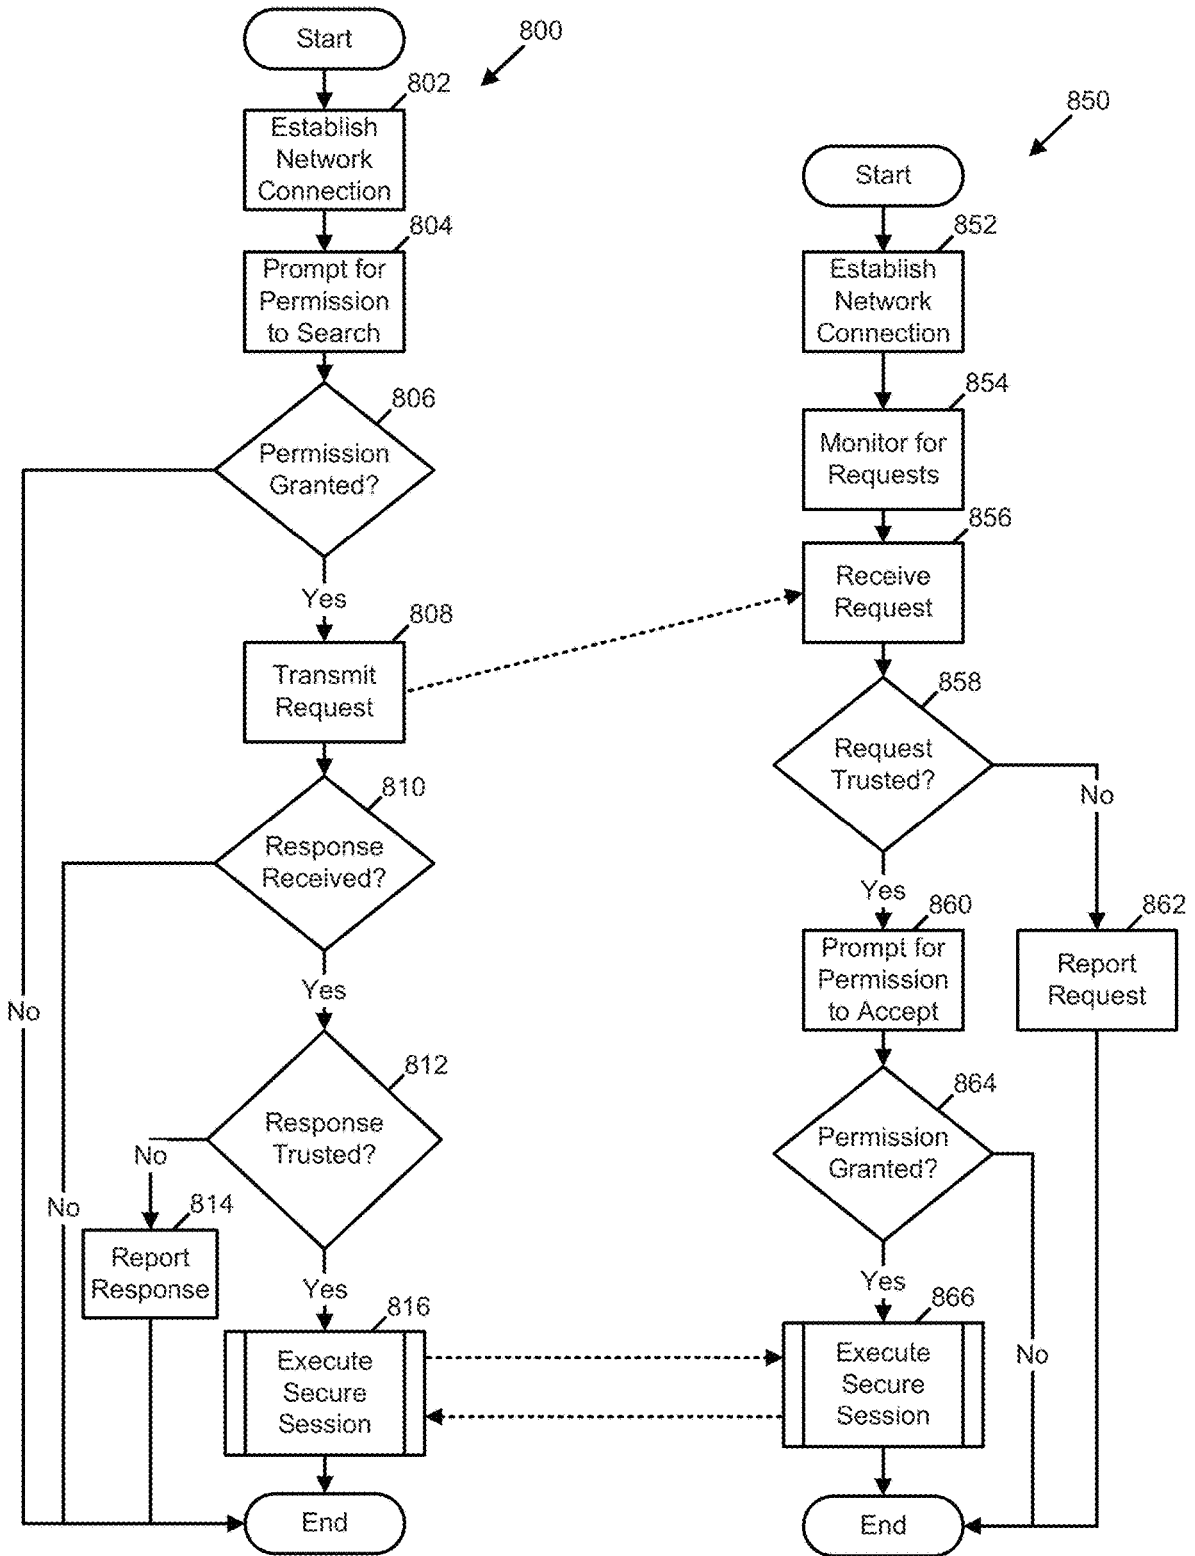 Start
800
802
Establish
Network
Connection
804
Prompt for
Permission
to Search
806
Permission
Granted?
Yes
808
Transmit
Request
810
Response
Received?
Yes
No
812
Response
Trusted?
No
No
814
Report
Response
Yes
816
Execute
Secure
Session
End
850
Start
852
Establish
Network
Connection
854
Monitor for
Requests
856
Receive
Request
858
Request
Trusted?
No
Yes
860
Prompt for
Permission
to Accept
862
Report
Request
864
Permission
Granted?
Yes
866
Execute
Secure
Session
No
End